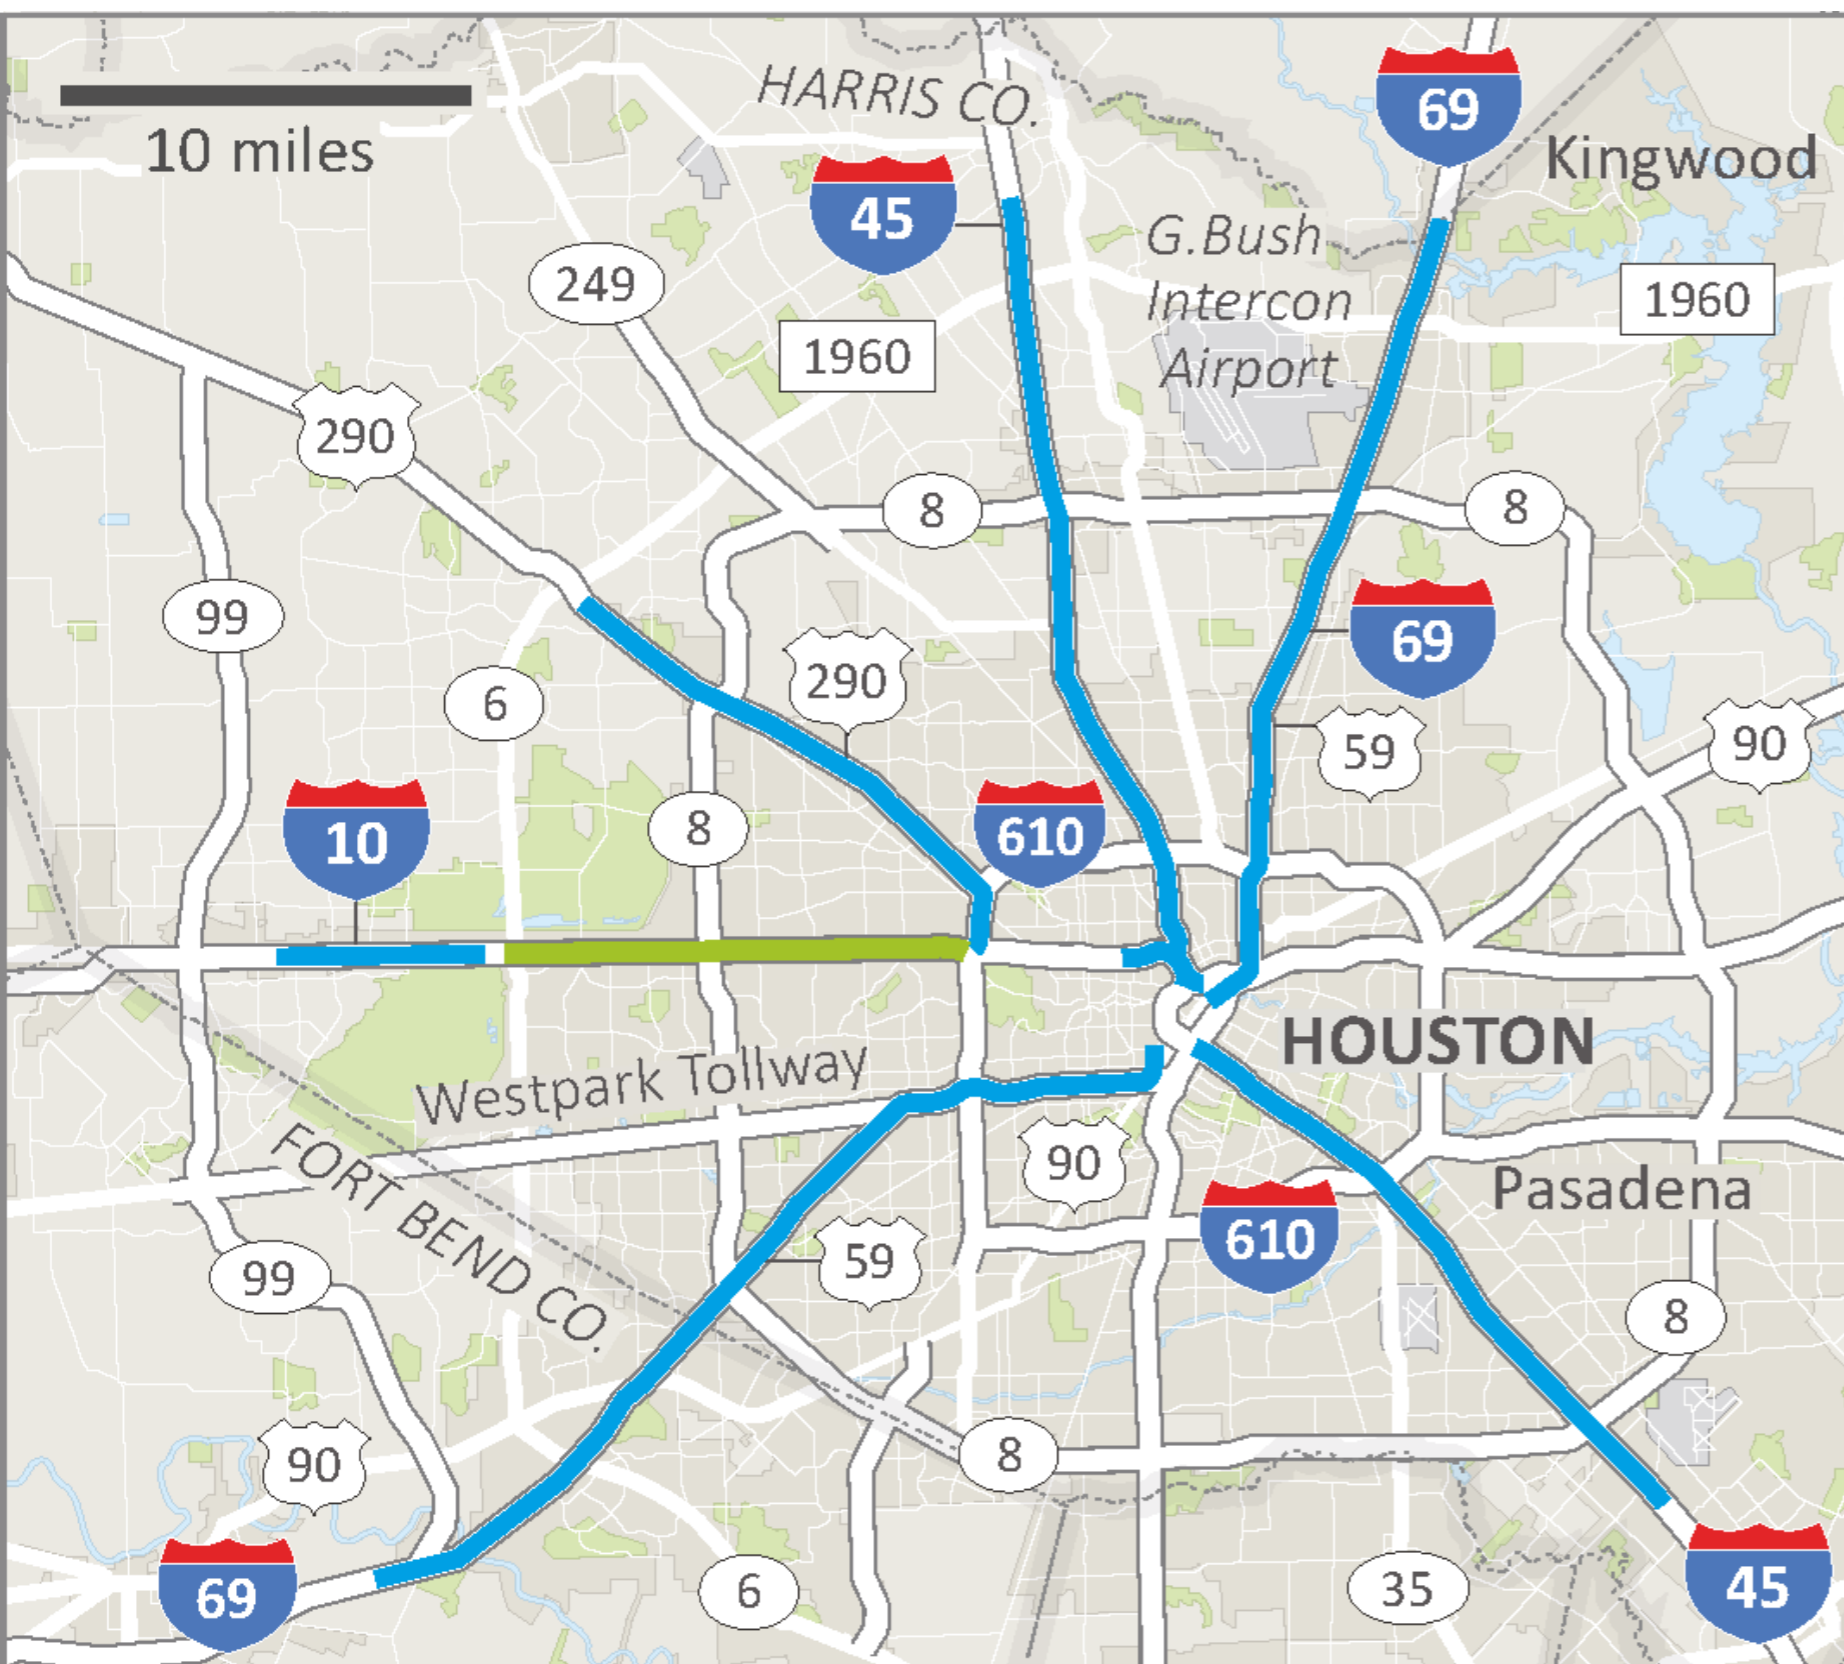 69
HARRIS CO.
10 miles
Kingwood
45
G.Bush
Intercon
Airport
249
1960
1960
290
8
8
99
69
290
6
59
90
10
8
610
HOUSTON
Westpark Tollway
90
Pasadena
FORT BEND CO.
610
59
99
8
90
8
69
6
35
45